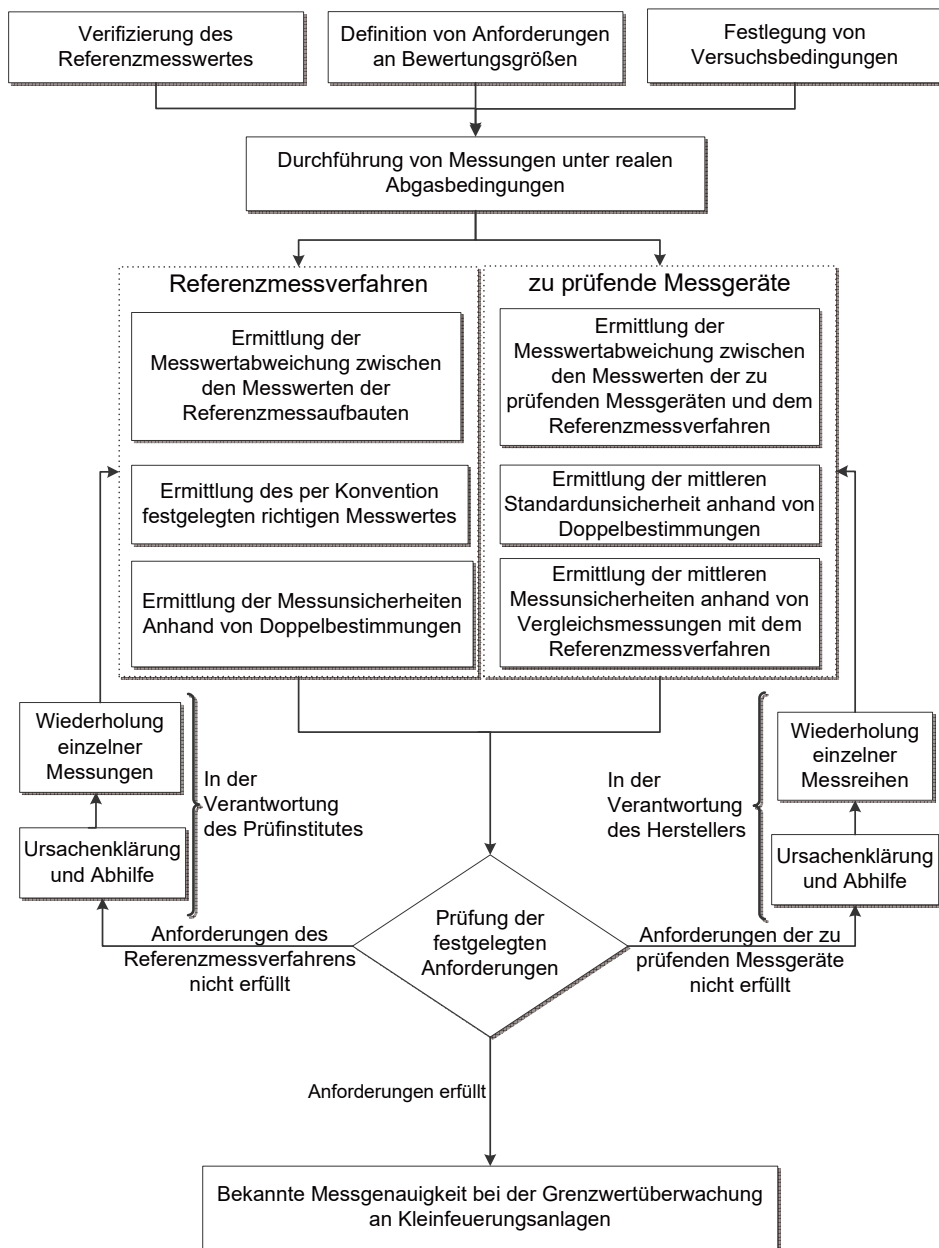 Verifizierung des
Referenzmesswertes
Definition von Anforderungen
an Bewertungsgrößen
Festlegung von
Versuchsbedingungen
Durchführung von Messungen unter realen
Abgasbedingungen
Referenzmessverfahren
Ermittlung der
Messwertabweichung zwischen
den Messwerten der
Referenzmessaufbauten
Ermittlung des per Konvention
festgelegten richtigen Messwertes
Ermittlung der Messunsicherheiten
Anhand von Doppelbestimmungen
zu prüfende Messgeräte
Ermittlung der
Messwertabweichung zwischen
den Messwerten der zu
prüfenden Messgeräten und dem
Referenzmessverfahren
Ermittlung der mittleren
Standardunsicherheit anhand von
Doppelbestimmungen
Ermittlung der mittleren
Messunsicherheiten anhand von
Vergleichsmessungen mit dem
Referenzmessverfahren
Wiederholung
einzelner
Messungen
Ursachenklärung
und Abhilfe
In der
Verantwortung
des Prüfinstitutes
In der
Verantwortung
des Herstellers
Wiederholung
einzelner
Messreihen
Ursachenklärung
und Abhilfe
Anforderungen des
Referenzmessverfahrens
nicht erfüllt
Prüfung der
festgelegten
Anforderungen
Anforderungen der zu
prüfenden Messgeräte
nicht erfüllt
Anforderungen erfüllt
Bekannte Messgenauigkeit bei der Grenzwertüberwachung
an Kleinfeuerungsanlagen